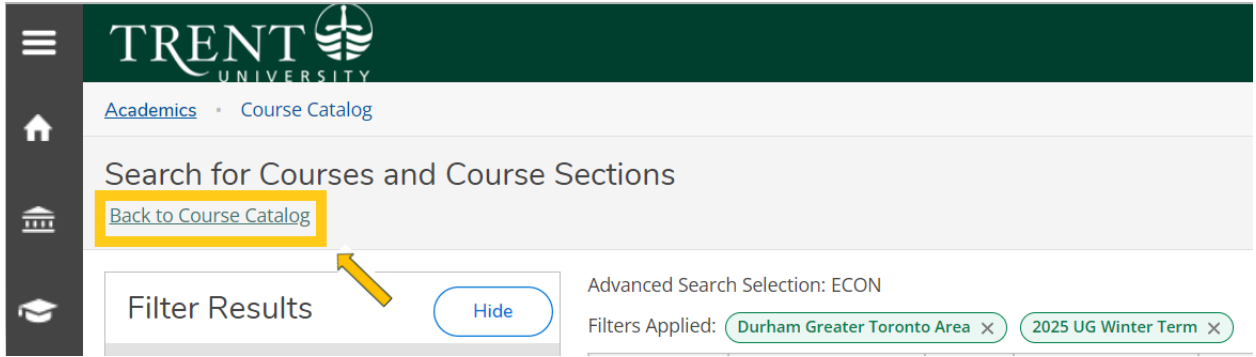 TRENT
UNIVERSITY
Academics • Course Catalog
Search for Courses and Course Sections
Back to Course Catalog
Filter Results
Hide
Advanced Search Selection: ECON
Filters Applied: Durham Greater Toronto Area × 2025 UG Winter Term ×